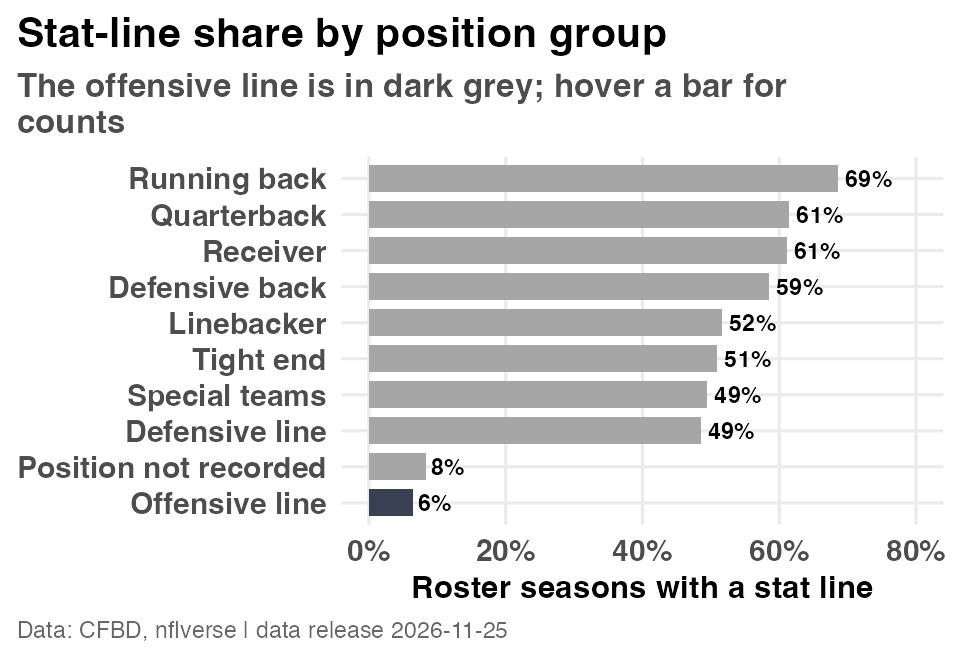 Stat-line share by position group
The offensive line is in dark grey; hover a bar for
counts
Running back 69%
Quarterback 61%
Receiver 61%
Defensive back 59%
Linebacker 52%
Tight end 51%
Special teams 49%
Defensive line 49%
Position not recorded 8%
Offensive line 6%
0% 20% 40% 60% 80%
Roster seasons with a stat line
Data: CFBD, nflverse | data release 2026-11-25